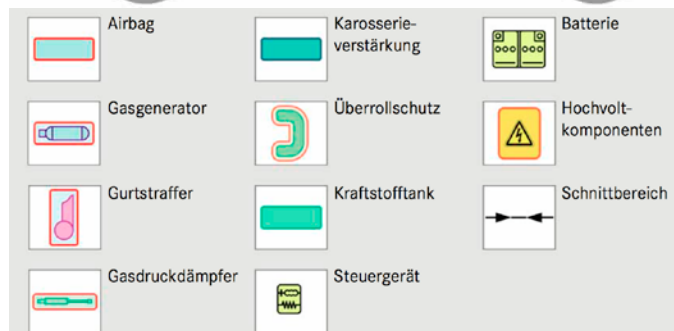 Airbag
Karosserie-
verstärkung
Batterie
Gasgenerator
Überrollschutz
Hochvolt-
komponenten
Gurtstraffer
Kraftstofftank
Schnittbereich
Gasdruckdämpfer
Steuergerät